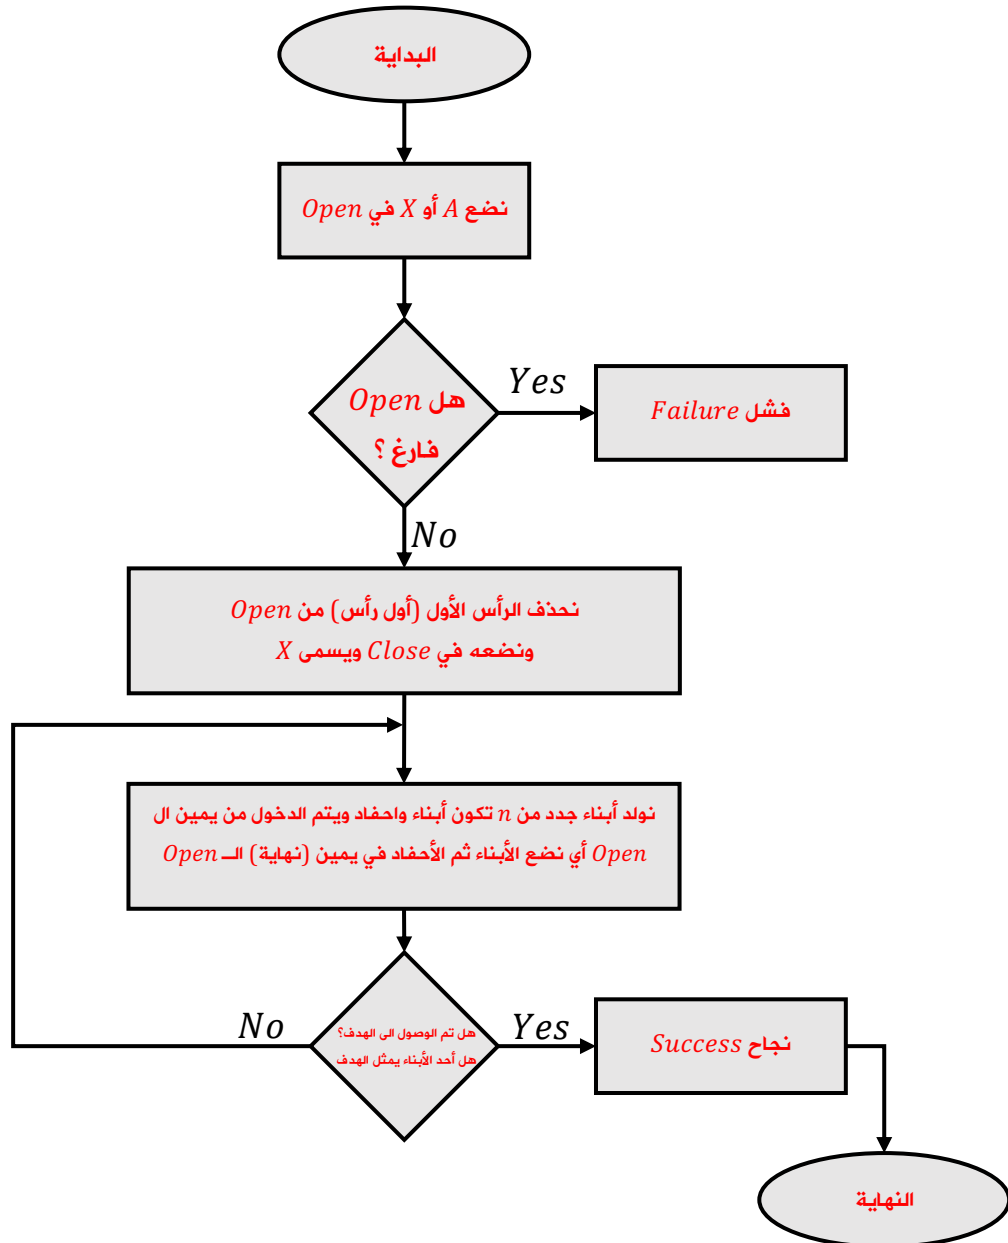 البداية
نضع A أو X في Open
هل Open
فارغ ؟
Yes
فشل Failure
No
نحذف الرأس الأول (أول رأس) من Open
ونضعه في Close ويسمى X
نولد أبناء جدد من n تكون أبناء واحفاد ويتم الدخول من يمين ال
Open أي نضع الأبناء ثم الأحفاد في يمين (نهاية) الــ Open
No
هل تم الوصول الى الهدف؟
هل أحد الأبناء يمثل الهدف
Yes
نجاح Success
النهاية